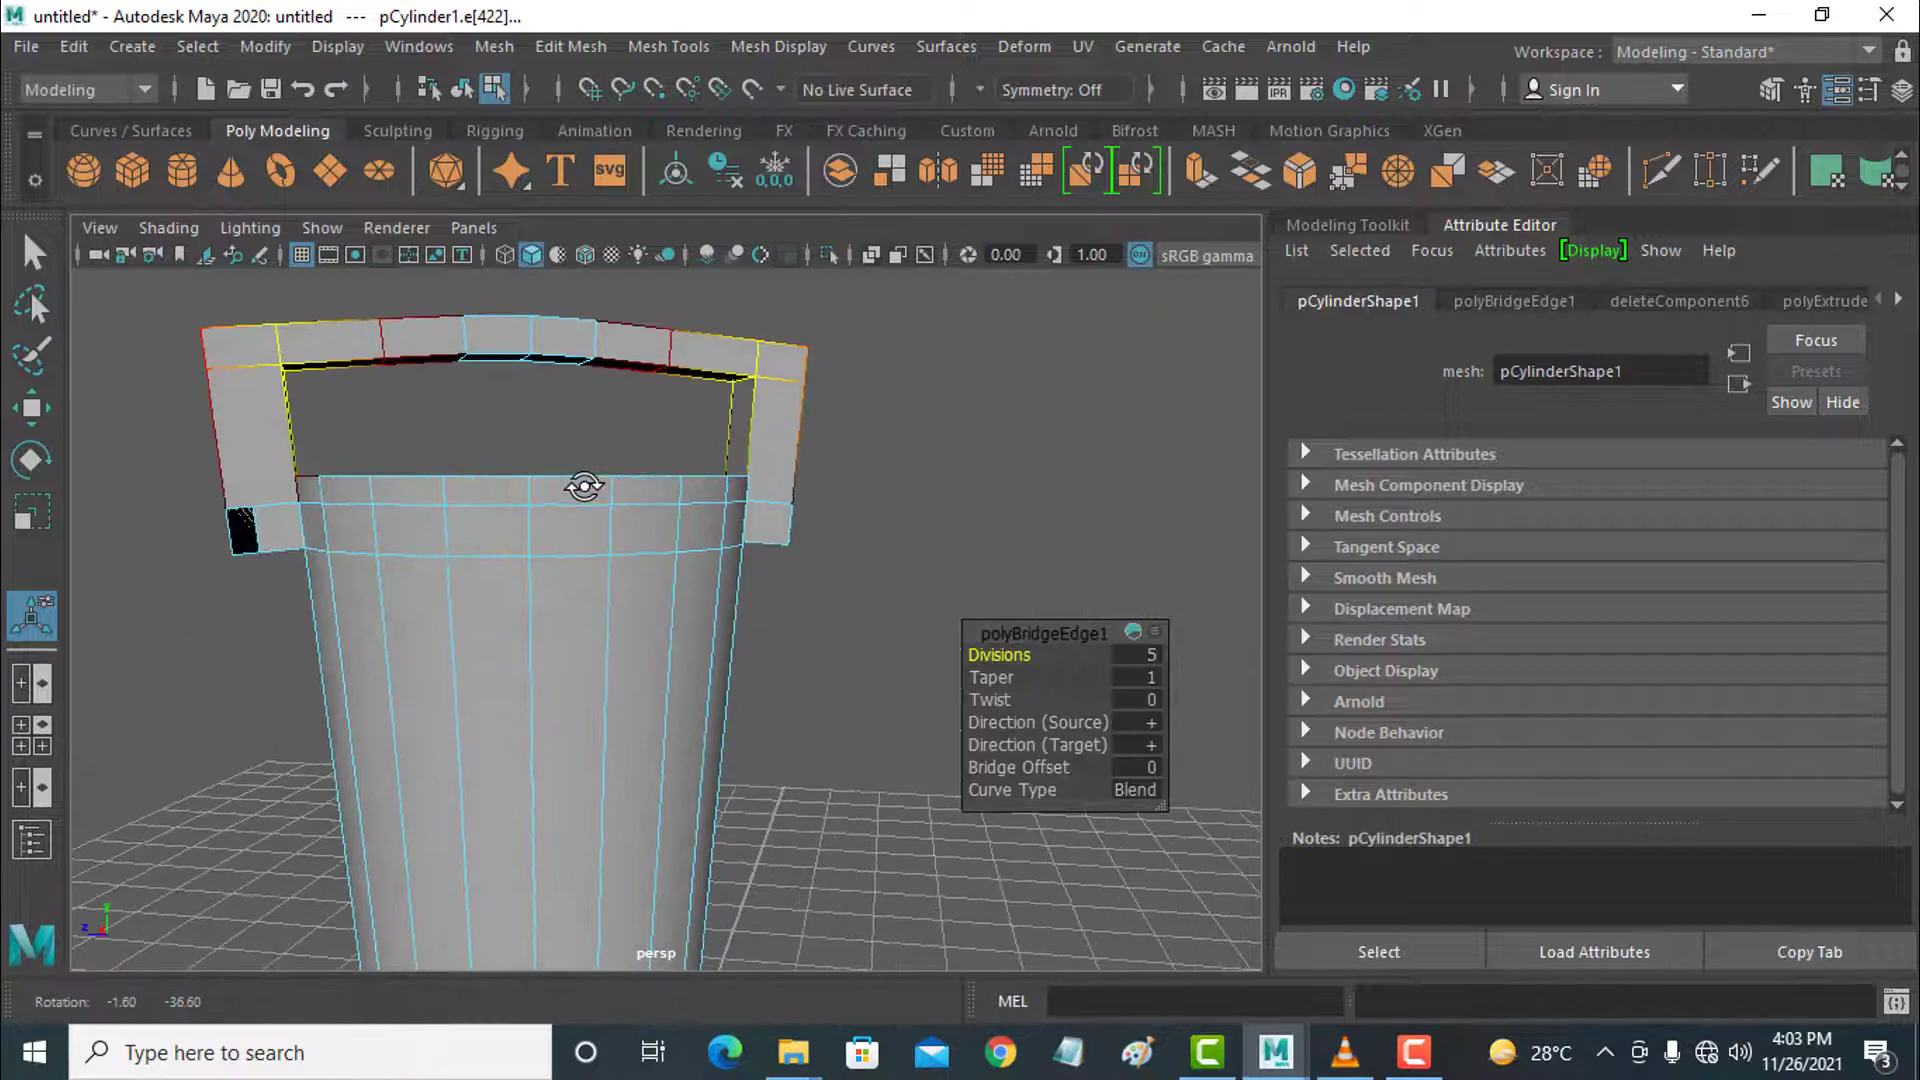 untitled* - Autodesk Maya 2020: untitled --- pCylinder1.e[422]...
File Edit Create Select Modify Display Windows Mesh Edit Mesh Mesh Tools Mesh Display Curves Surfaces Deform UV Generate Cache Arnold Help Workspace : Modeling - Standard*
Modeling No Live Surface Symmetry: Off IPR Sign In
Curves / Surfaces Poly Modeling Sculpting Rigging Animation Rendering FX FX Caching Custom Arnold Bifrost MASH Motion Graphics XGen
T svg 0,0,0
View Shading Lighting Show Renderer Panels
0.00 1.00 ON sRGB gamma
Modeling Toolkit Attribute Editor
List Selected Focus Attributes Display Show Help
pCylinderShape1 polyBridgeEdge1 deleteComponent6 polyExtrude
Focus
Presets
mesh: pCylinderShape1
Show Hide
Tessellation Attributes
Mesh Component Display
Mesh Controls
Tangent Space
Smooth Mesh
Displacement Map
Render Stats
Object Display
Arnold
Node Behavior
UUID
Extra Attributes
Notes: pCylinderShape1
Select Load Attributes Copy Tab
polyBridgeEdge1
Divisions 5
Taper 1
Twist 0
Direction (Source) +
Direction (Target) +
Bridge Offset 0
Curve Type Blend
y
z
persp
Rotation: -1.60 -36.60
MEL
Type here to search
28°C
4:03 PM
11/26/2021
3